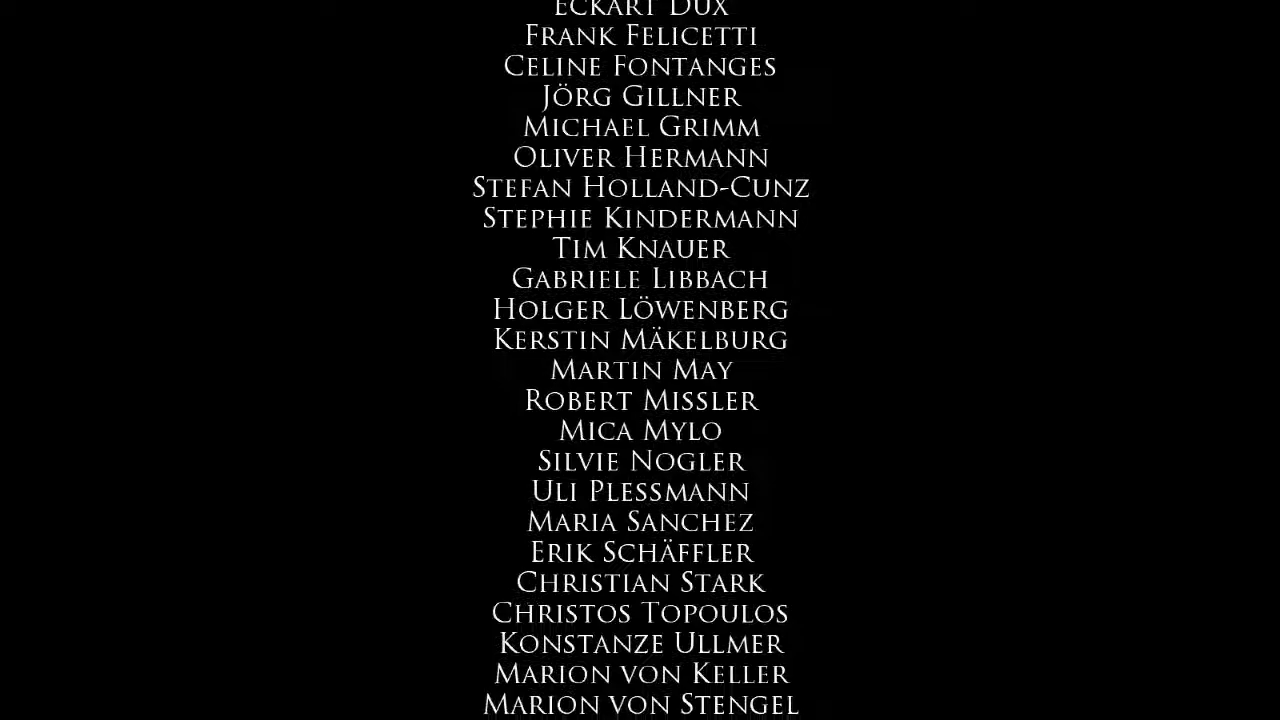 Eckart Dux
Frank Felicetti
Celine Fontanges
Jörg Gillner
Michael Grimm
Oliver Hermann
Stefan Holland-Cunz
Stephie Kindermann
Tim Knauer
Gabriele Libbach
Holger Löwenberg
Kerstin Mäkelburg
Martin May
Robert Missler
Mica Mylo
Silvie Nogler
Uli Plessmann
Maria Sanchez
Erik Schäffler
Christian Stark
Christos Topoulos
Konstanze Ullmer
Marion von Keller
Marion von Stengel